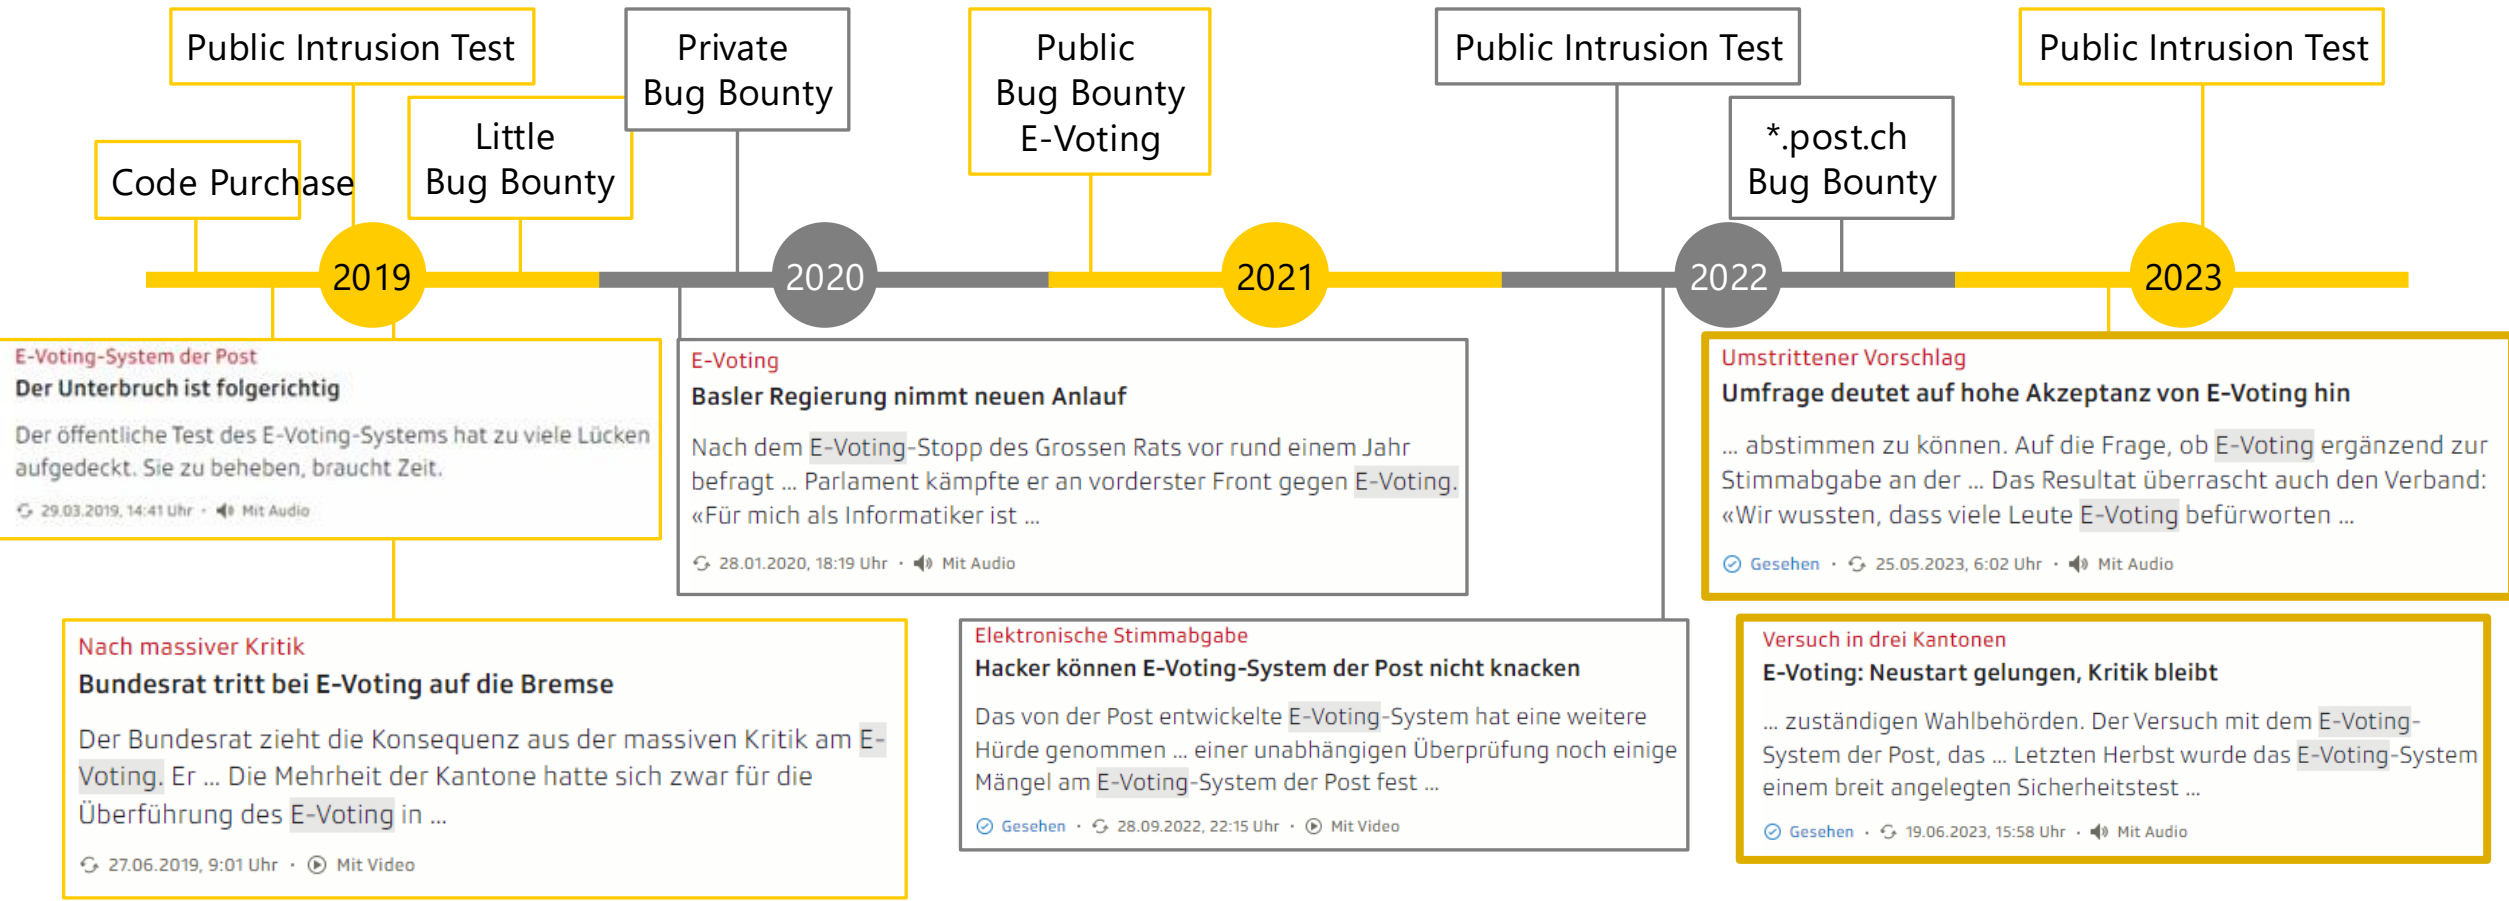 Public Intrusion Test
Code Purchase
Little
Bug Bounty
Private
Bug Bounty
Public
Bug Bounty
E-Voting
Public Intrusion Test
*.post.ch
Bug Bounty
Public Intrusion Test
2019
2020
2021
2022
2023
E-Voting-System der Post
Der Unterbruch ist folgerichtig
Der öffentliche Test des E-Voting-Systems hat zu viele Lücken
aufgedeckt. Sie zu beheben, braucht Zeit.
29.03.2019, 14:41 Uhr · Mit Audio
E-Voting
Basler Regierung nimmt neuen Anlauf
Nach dem E-Voting-Stopp des Grossen Rats vor rund einem Jahr
befragt ... Parlament kämpfte er an vorderster Front gegen E-Voting.
«Für mich als Informatiker ist ...
28.01.2020, 18:19 Uhr · Mit Audio
Umstrittener Vorschlag
Umfrage deutet auf hohe Akzeptanz von E-Voting hin
... abstimmen zu können. Auf die Frage, ob E-Voting ergänzend zur
Stimmabgabe an der ... Das Resultat überrascht auch den Verband:
«Wir wussten, dass viele Leute E-Voting befürworten ...
Gesehen · 25.05.2023, 6:02 Uhr · Mit Audio
Nach massiver Kritik
Bundesrat tritt bei E-Voting auf die Bremse
Der Bundesrat zieht die Konsequenz aus der massiven Kritik am E-
Voting. Er ... Die Mehrheit der Kantone hatte sich zwar für die
Überführung des E-Voting in ...
27.06.2019, 9:01 Uhr · Mit Video
Elektronische Stimmabgabe
Hacker können E-Voting-System der Post nicht knacken
Das von der Post entwickelte E-Voting-System hat eine weitere
Hürde genommen ... einer unabhängigen Überprüfung noch einige
Mängel am E-Voting-System der Post fest ...
Gesehen · 28.09.2022, 22:15 Uhr · Mit Video
Versuch in drei Kantonen
E-Voting: Neustart gelungen, Kritik bleibt
... zuständigen Wahlbehörden. Der Versuch mit dem E-Voting-
System der Post, das ... Letzten Herbst wurde das E-Voting-System
einem breit angelegten Sicherheitstest ...
Gesehen · 19.06.2023, 15:58 Uhr · Mit Audio